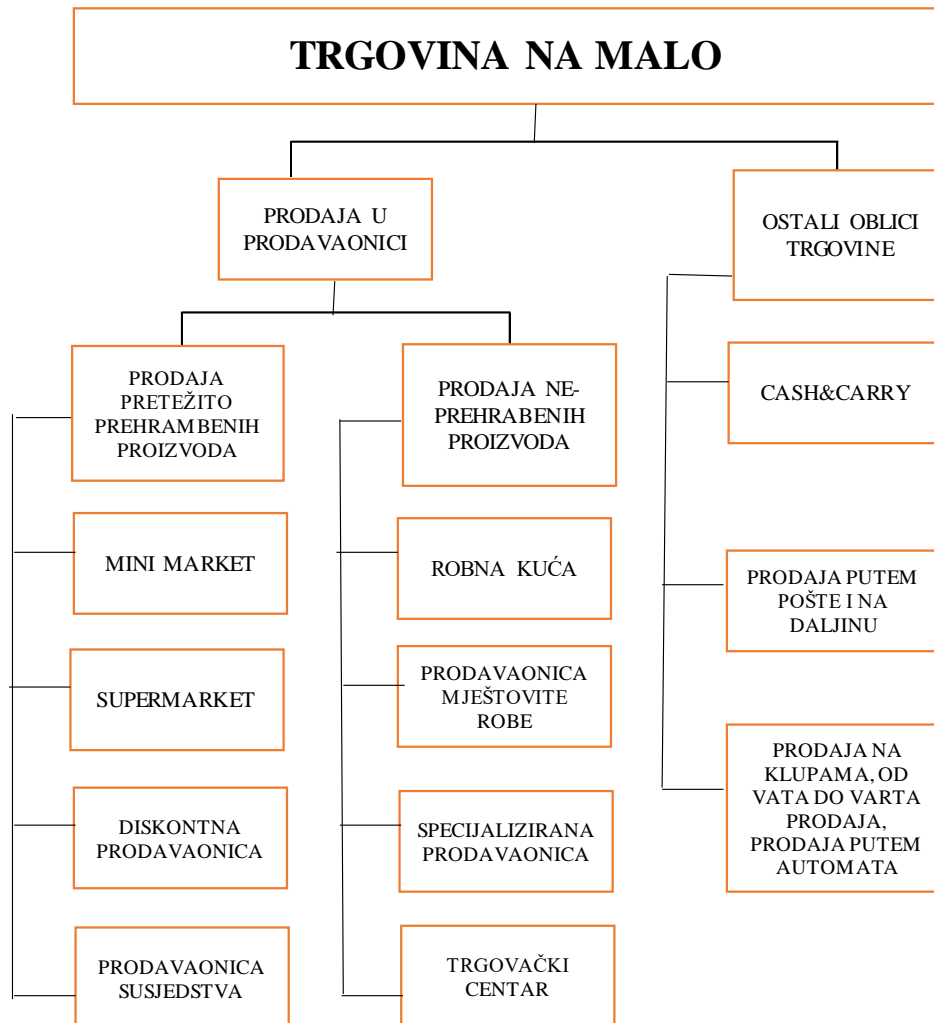 TRGOVINA NA MALO
PRODAJA U
PRODAVAONICI
OSTALI OBLICI
TRGOVINE
PRODAJA
PRETEŽITO
PREHRAMBENIH
PROIZVODA
PRODAJA NE-
PREHRABENIH
PROIZVODA
CASH&CARRY
MINI MARKET
ROBNA KUĆA
PRODAJA PUTEM
POŠTE I NA
DALJINU
SUPERMARKET
PRODAVAONICA
MJEŠTOVITE
ROBE
PRODAJA NA
KLUPAMA, OD
VATA DO VARTA
PRODAJA,
PRODAJA PUTEM
AUTOMATA
DISKONTNA
PRODAVAONICA
SPECIJALIZIRANA
PRODAVAONICA
PRODAVAONICA
SUSJEDSTVA
TRGOVAČKI
CENTAR